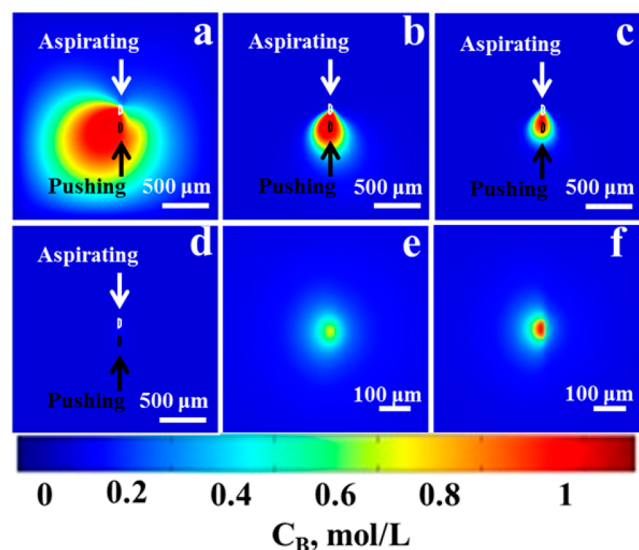 a
Aspirating
Pushing
500 µm
b
Aspirating
Pushing
500 µm
c
Aspirating
Pushing
500 µm
d
Aspirating
Pushing
500 µm
e
100 µm
f
100 µm
0 0.2 0.4 0.6 0.8 1
C_B, mol/L